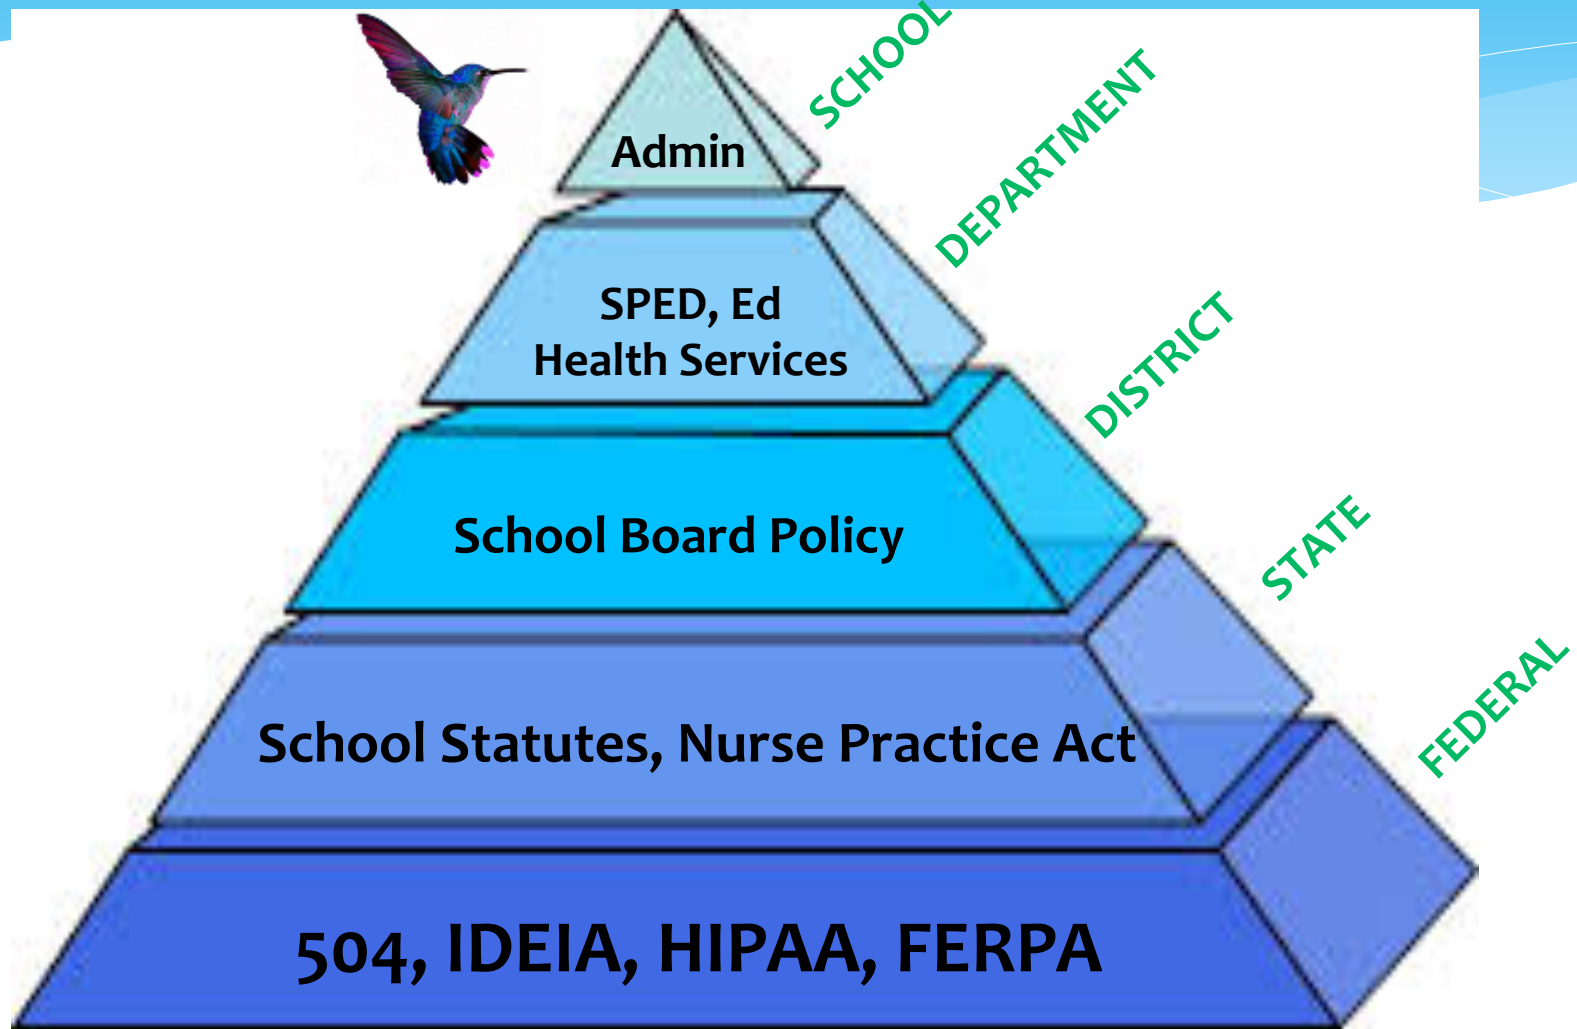 SCHOOL
Admin
DEPARTMENT
SPED, Ed
Health Services
DISTRICT
School Board Policy
STATE
School Statutes, Nurse Practice Act
FEDERAL
504, IDEIA, HIPAA, FERPA